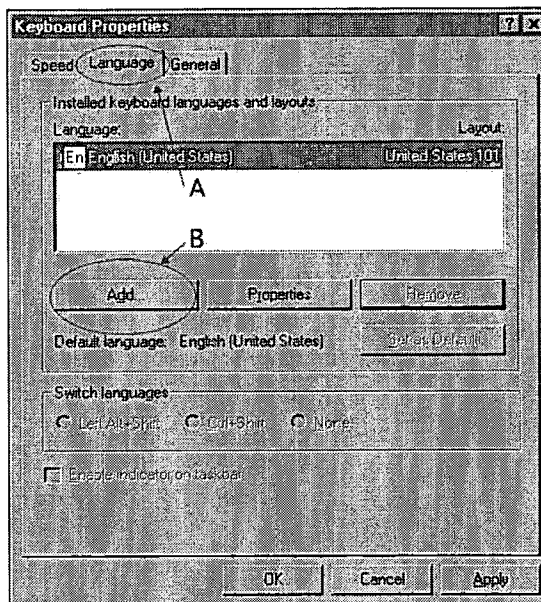 Keyboard Properties
Speed Language General
Installed keyboard languages and layouts
Language: Layout:
En English (United States) United States 101
A
B
Add... Properties Remove
Default language: English (United States) Set as Default
Switch languages
Left Alt+Shift Ctrl+Shift None
Enable indicator on taskbar
OK Cancel Apply